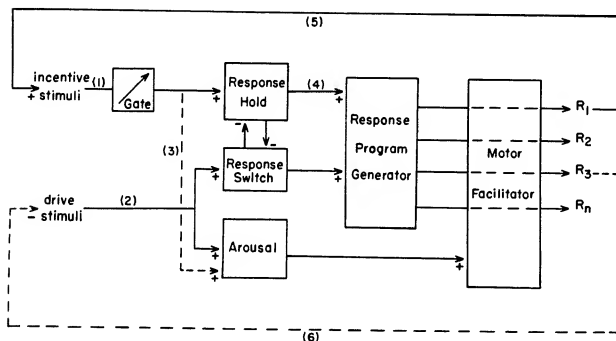 (5)
incentive
stimuli
+
(1)
Gate
Response
Hold
+
(4)
+
Response
Program
Generator
Motor
Facilitator
R1
R2
R3
Rn
(3)
-
-
Response
Switch
+
+
drive
stimuli
-
(2)
Arousal
+
+
+
(6)